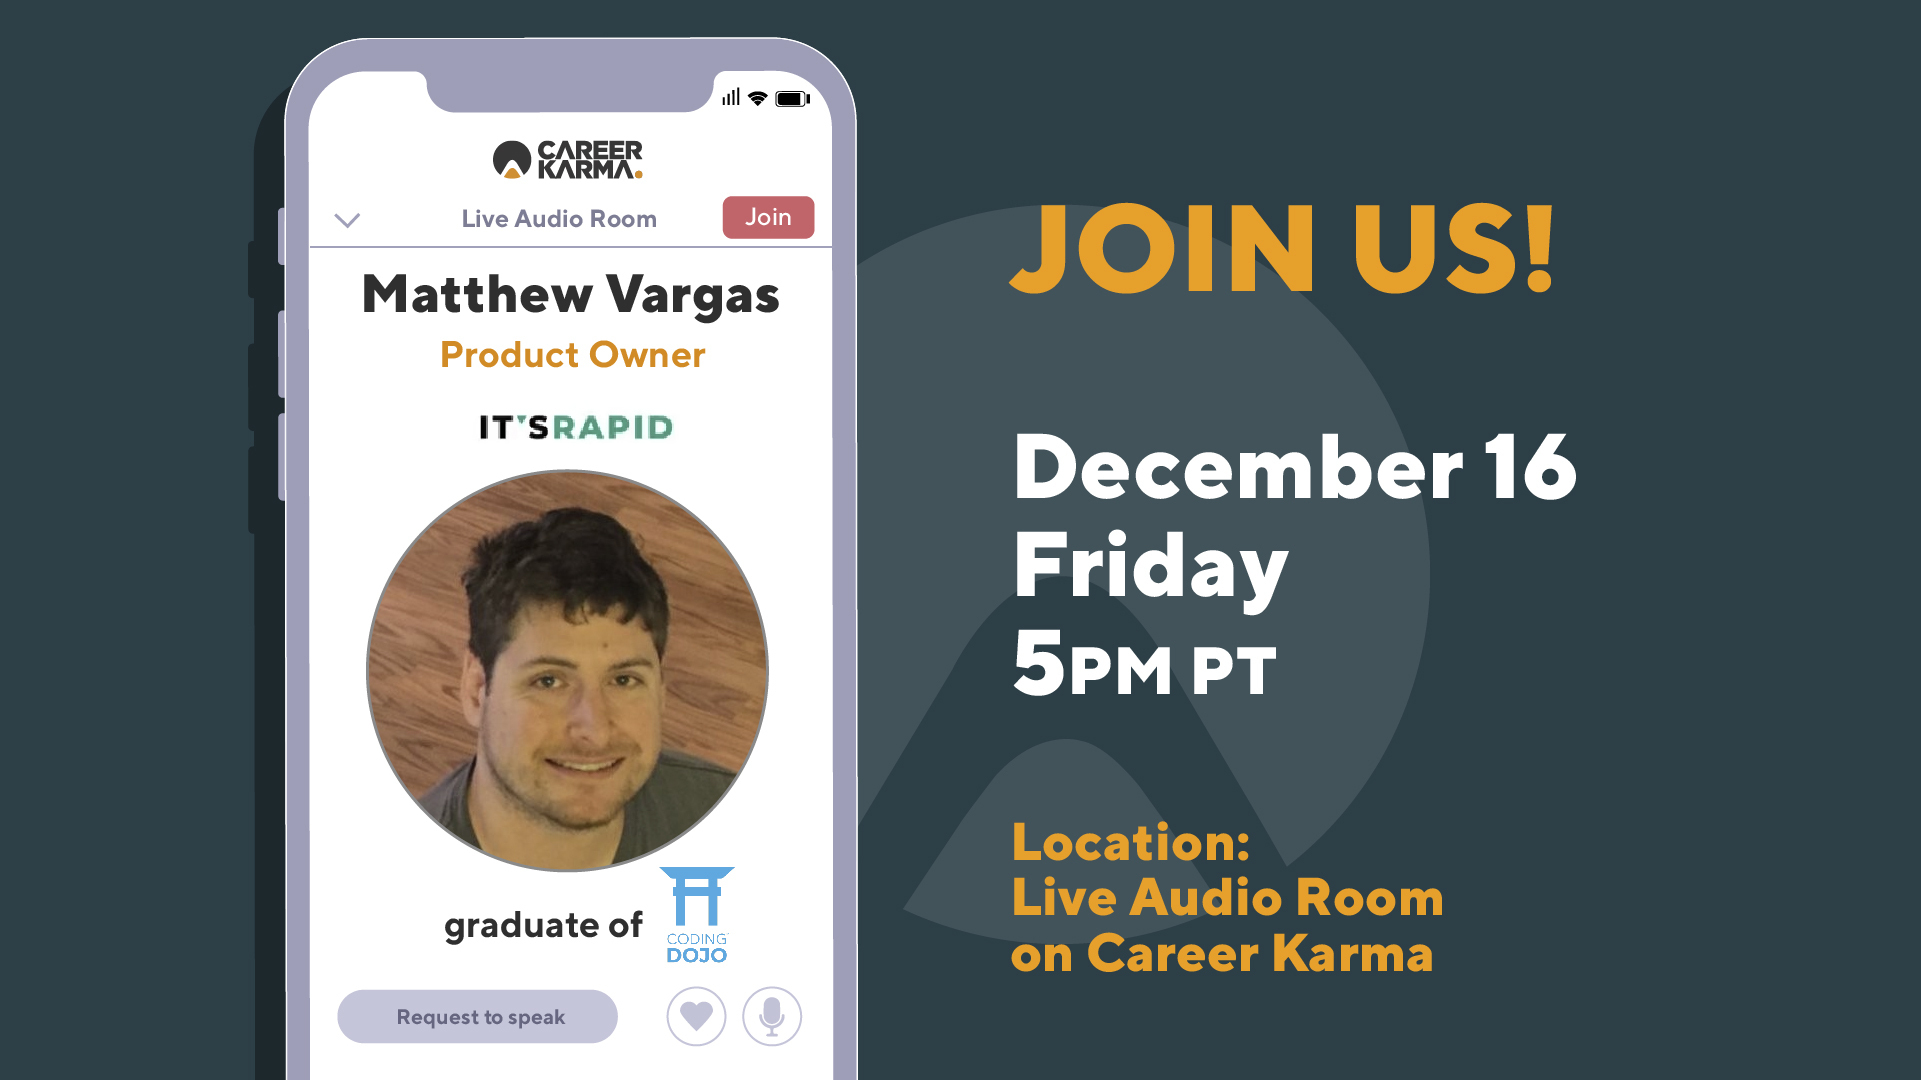 CAREER
KARMA.
Live Audio Room
Join
Matthew Vargas
Product Owner
IT'SRAPID
graduate of
CODING
DOJO
Request to speak
JOIN US!
December 16
Friday
5PM PT
Location:
Live Audio Room
on Career Karma